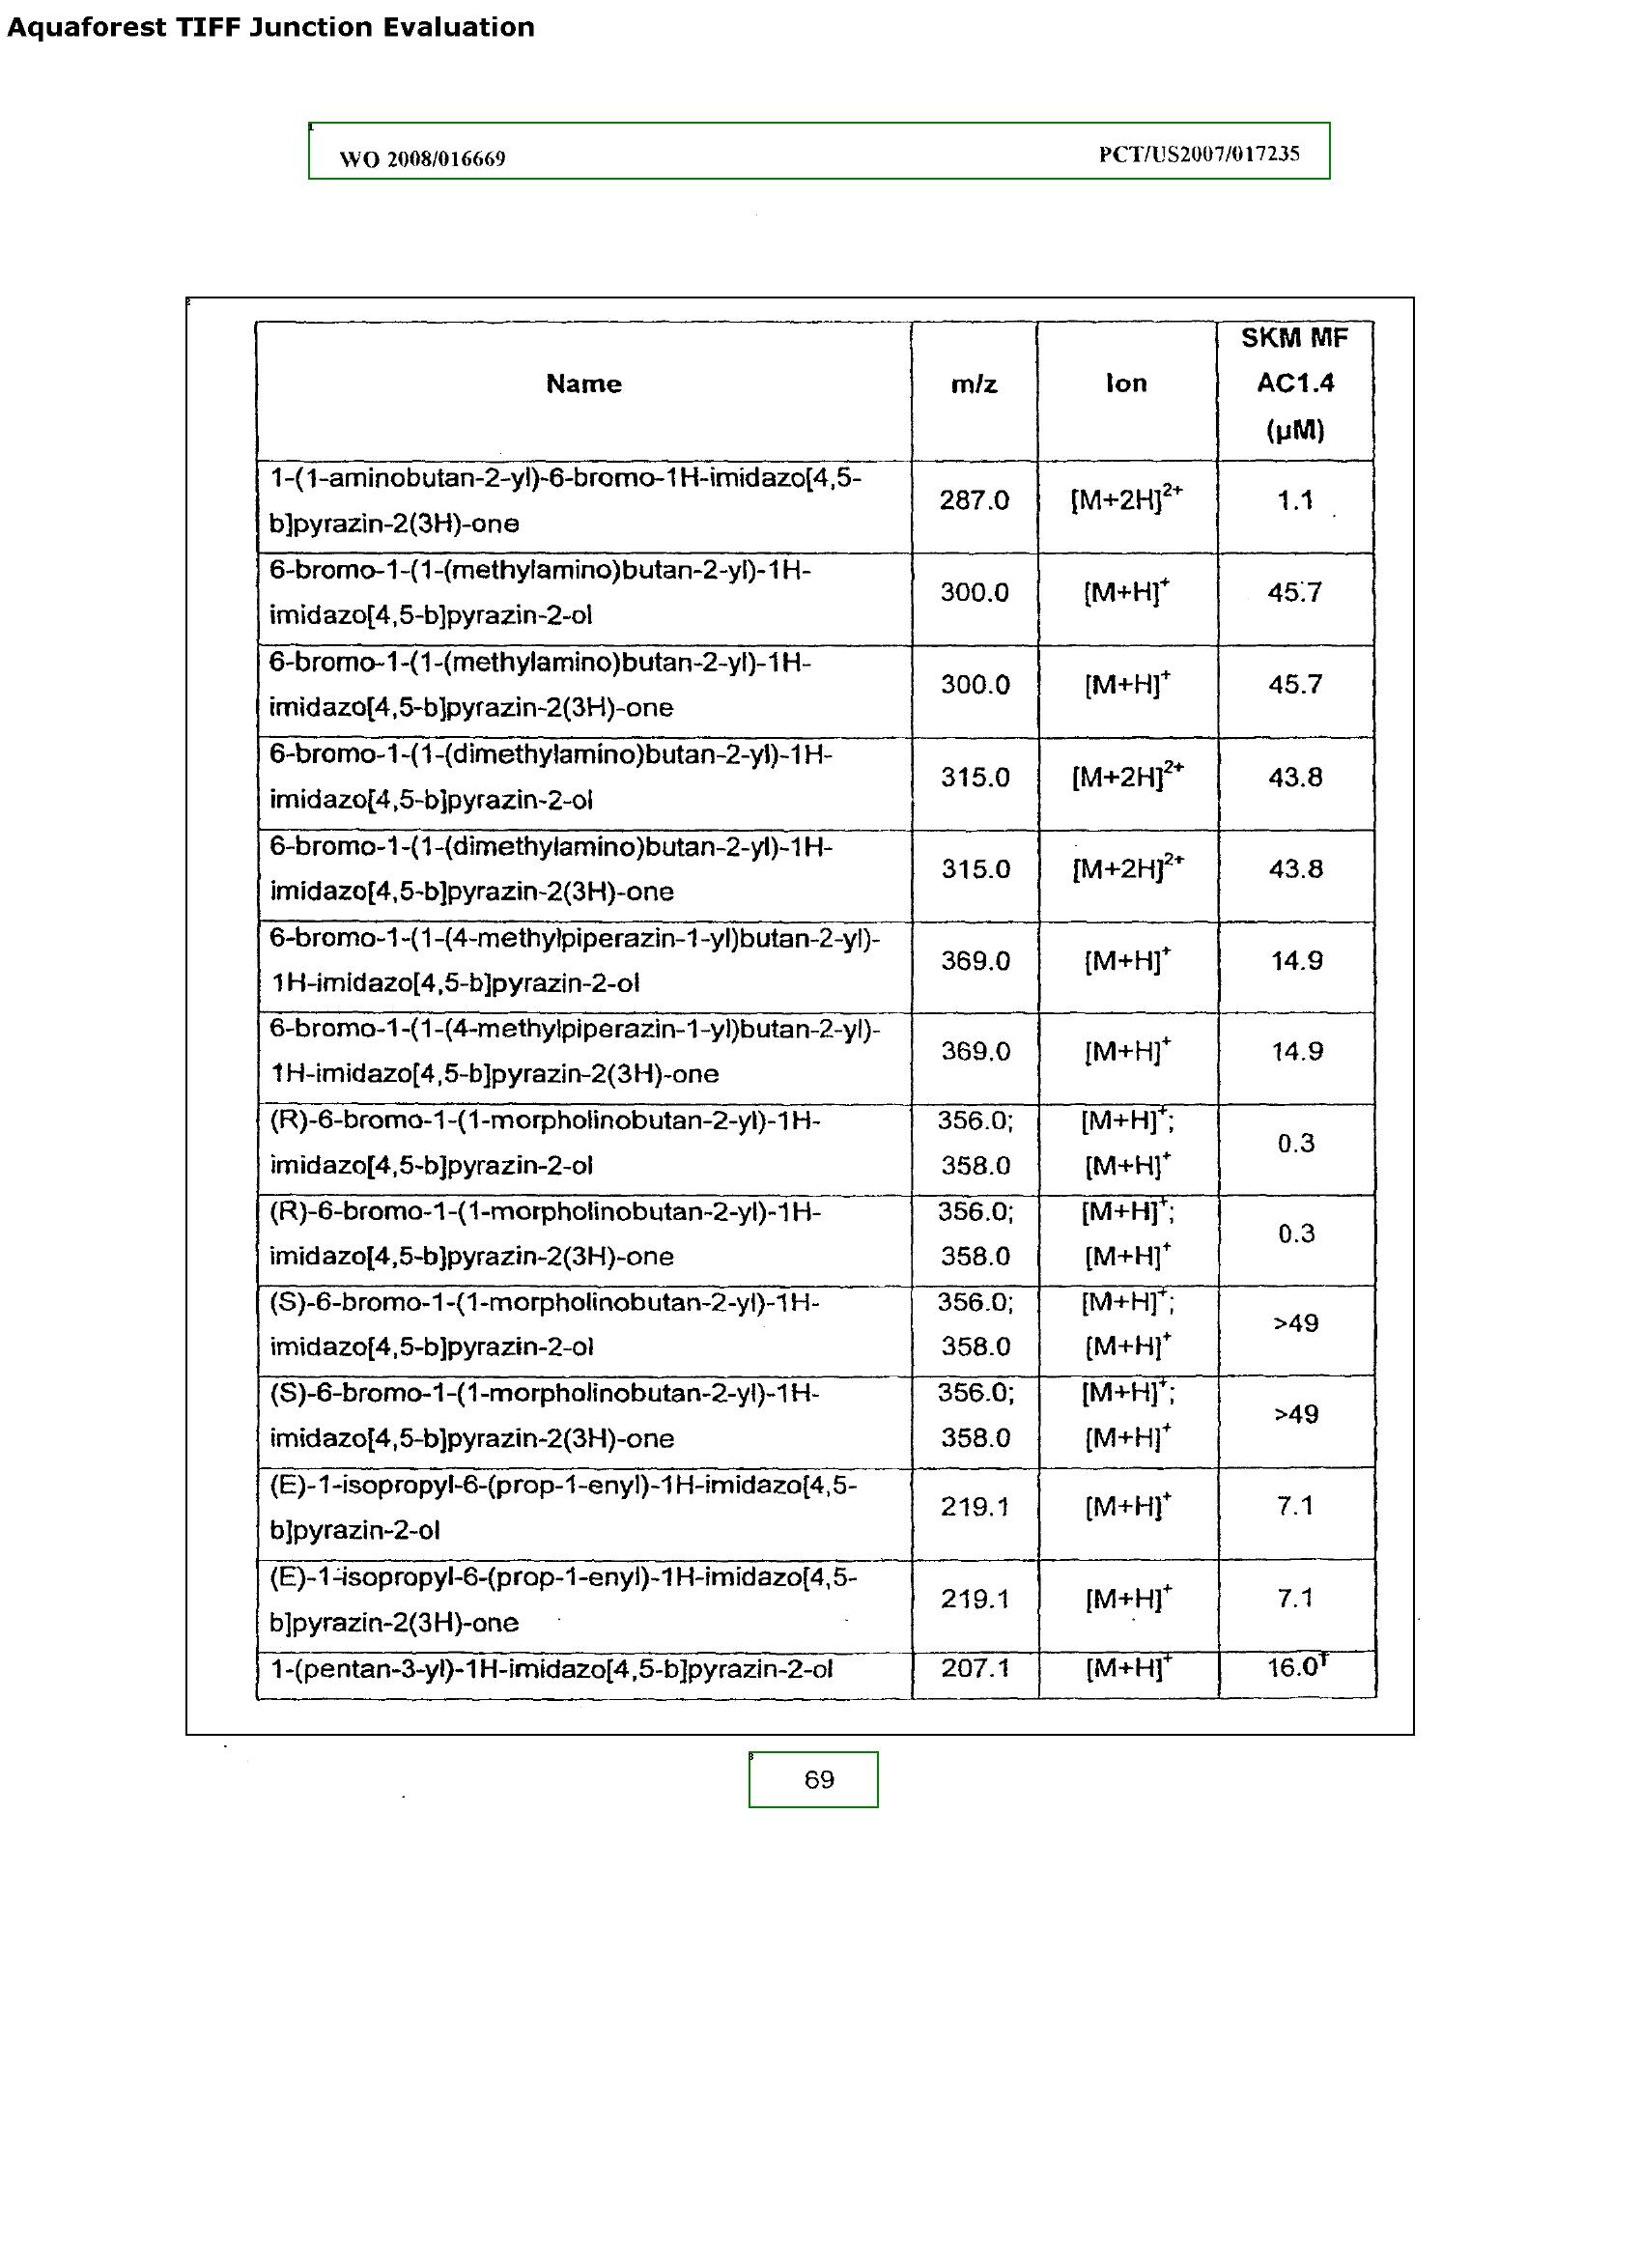 Aquaforest TIFF Junction Evaluation
WO 2008/016669 PCT/US2007/017235
Name m/z Ion SKM MF AC1.4 (µM)
1-(1-aminobutan-2-yl)-6-bromo-1H-imidazo[4,5-
b]pyrazin-2(3H)-one 287.0 [M+2H]²⁺ 1.1
6-bromo-1-(1-(methylamino)butan-2-yl)-1H-
imidazo[4,5-b]pyrazin-2-ol 300.0 [M+H]⁺ 45.7
6-bromo-1-(1-(methylamino)butan-2-yl)-1H-
imidazo[4,5-b]pyrazin-2(3H)-one 300.0 [M+H]⁺ 45.7
6-bromo-1-(1-(dimethylamino)butan-2-yl)-1H-
imidazo[4,5-b]pyrazin-2-ol 315.0 [M+2H]²⁺ 43.8
6-bromo-1-(1-(dimethylamino)butan-2-yl)-1H-
imidazo[4,5-b]pyrazin-2(3H)-one 315.0 [M+2H]²⁺ 43.8
6-bromo-1-(1-(4-methylpiperazin-1-yl)butan-2-yl)-
1H-imidazo[4,5-b]pyrazin-2-ol 369.0 [M+H]⁺ 14.9
6-bromo-1-(1-(4-methylpiperazin-1-yl)butan-2-yl)-
1H-imidazo[4,5-b]pyrazin-2(3H)-one 369.0 [M+H]⁺ 14.9
(R)-6-bromo-1-(1-morpholinobutan-2-yl)-1H- 356.0; [M+H]⁺;
imidazo[4,5-b]pyrazin-2-ol 358.0 [M+H]⁺ 0.3
(R)-6-bromo-1-(1-morpholinobutan-2-yl)-1H- 356.0; [M+H]⁺;
imidazo[4,5-b]pyrazin-2(3H)-one 358.0 [M+H]⁺ 0.3
(S)-6-bromo-1-(1-morpholinobutan-2-yl)-1H- 356.0; [M+H]⁺;
imidazo[4,5-b]pyrazin-2-ol 358.0 [M+H]⁺ >49
(S)-6-bromo-1-(1-morpholinobutan-2-yl)-1H- 356.0; [M+H]⁺;
imidazo[4,5-b]pyrazin-2(3H)-one 358.0 [M+H]⁺ >49
(E)-1-isopropyl-6-(prop-1-enyl)-1H-imidazo[4,5-
b]pyrazin-2-ol 219.1 [M+H]⁺ 7.1
(E)-1-isopropyl-6-(prop-1-enyl)-1H-imidazo[4,5-
b]pyrazin-2(3H)-one 219.1 [M+H]⁺ 7.1
1-(pentan-3-yl)-1H-imidazo[4,5-b]pyrazin-2-ol 207.1 [M+H]⁺ 16.0†
69